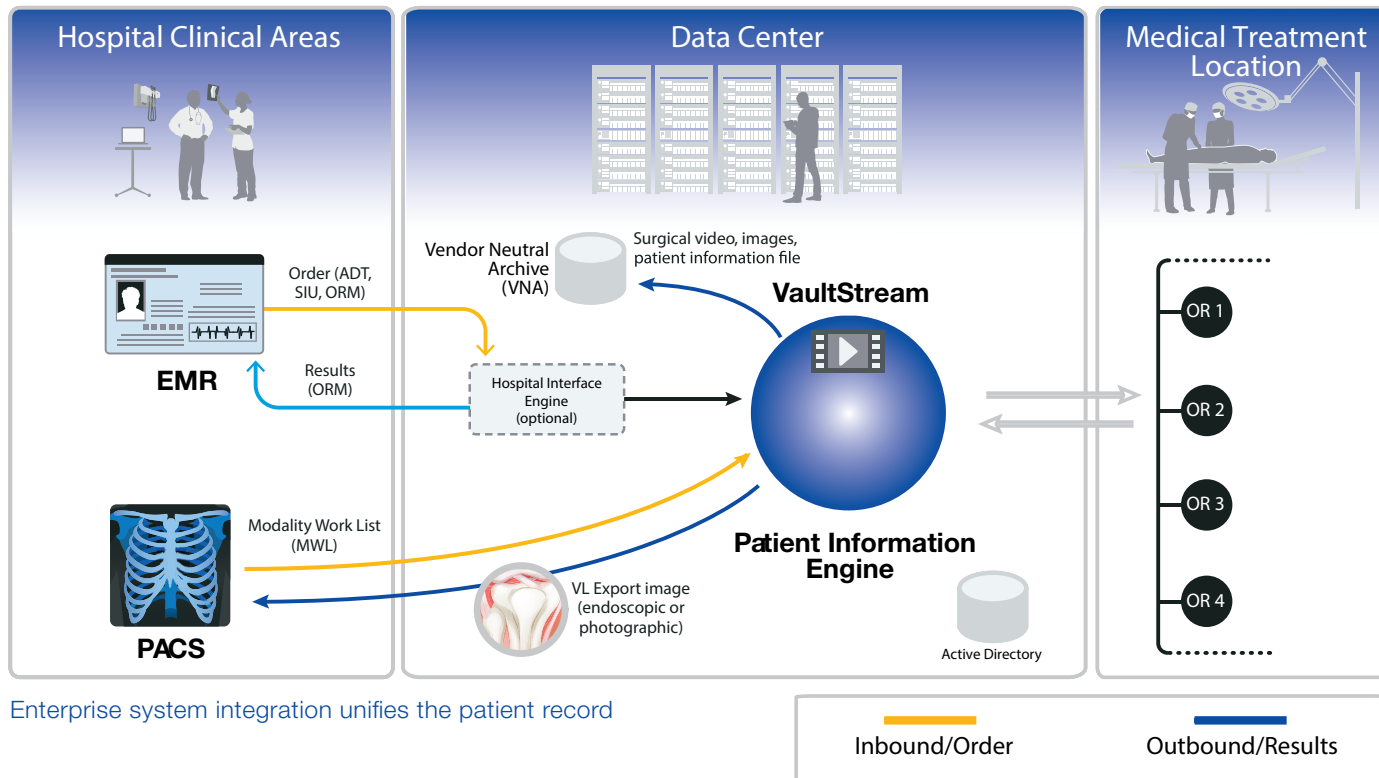 Hospital Clinical Areas
Data Center
Medical Treatment
Location
Vendor Neutral
Archive
(VNA)
Surgical video, images,
patient information file
Order (ADT,
SIU, ORM)
VaultStream
EMR
Results
(ORM)
Hospital Interface
Engine
(optional)
OR 1
OR 2
OR 3
OR 4
Modality Work List
(MWL)
Patient Information
Engine
VL Export image
(endoscopic or
photographic)
PACS
Active Directory
Enterprise system integration unifies the patient record
Inbound/Order
Outbound/Results